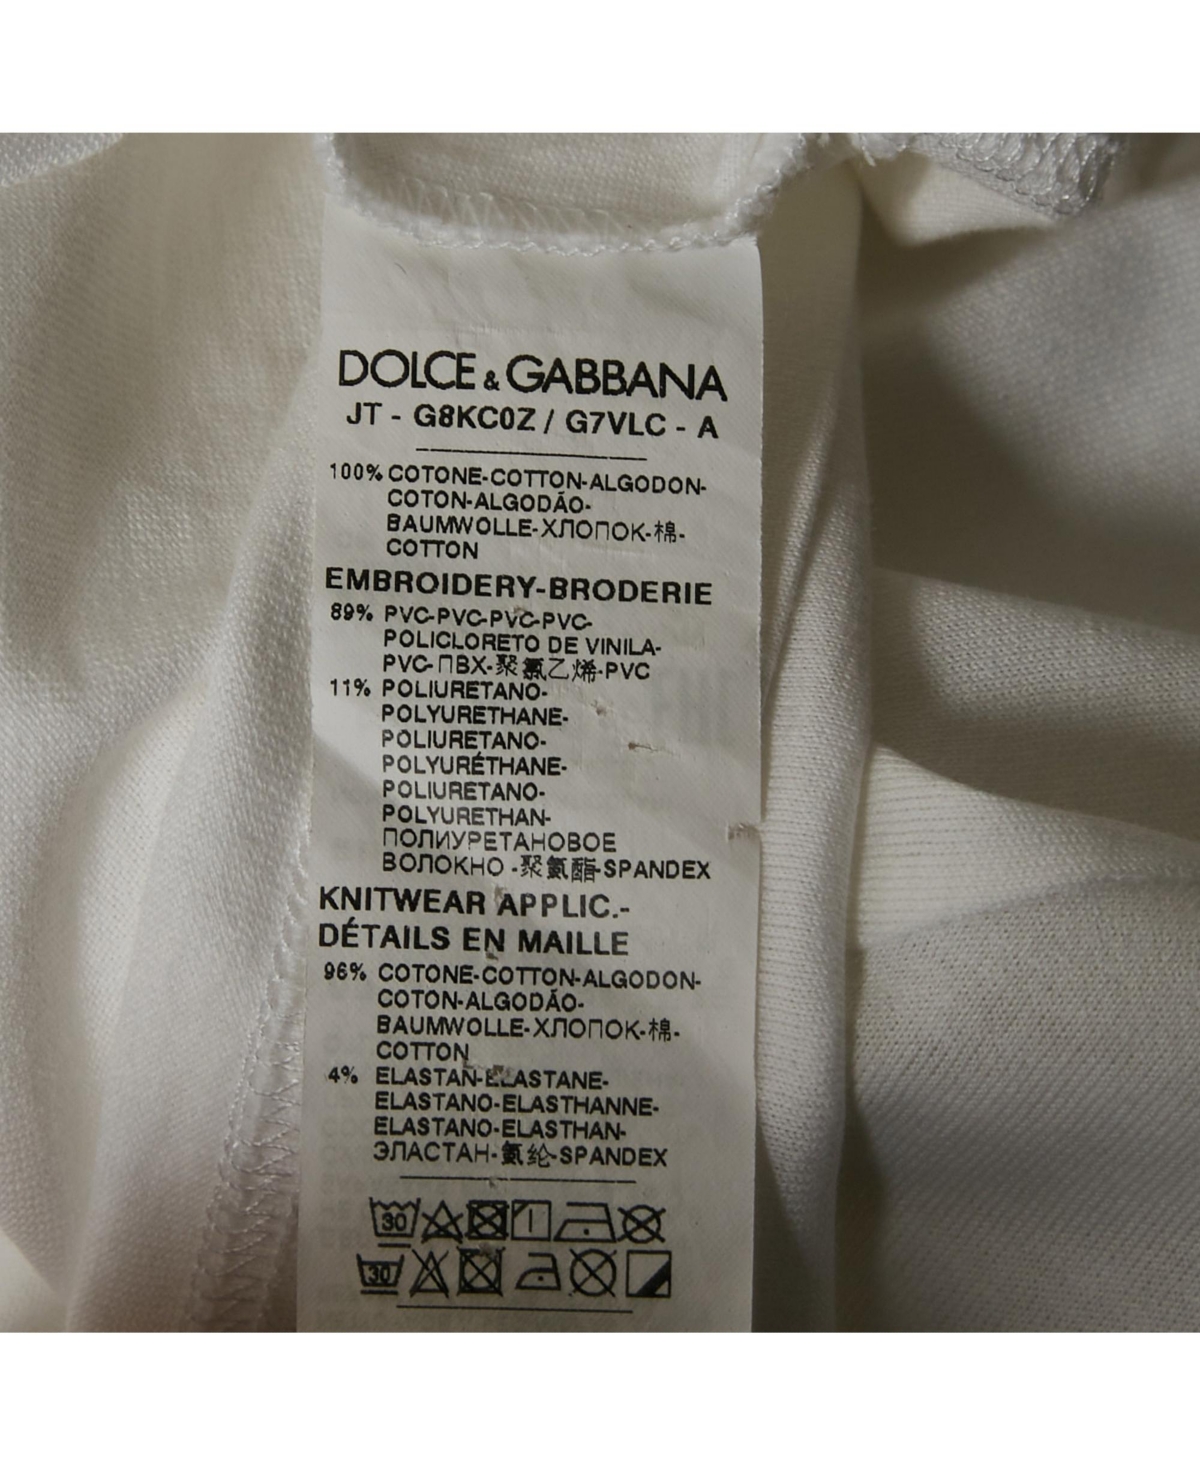 DOLCE & GABBANA
JT - G8KC0Z / G7VLC - A
100% COTONE-COTTON-ALGODON-
COTON-ALGODÃO-
BAUMWOLLE-ХЛОПОК-棉-
COTTON
EMBROIDERY-BRODERIE
89% PVC-PVC-PVC-PVC-
POLICLORETO DE VINILA-
PVC-ПВХ-聚氯乙烯-PVC
11% POLIURETANO-
POLYURETHANE-
POLIURETANO-
POLYURÉTHANE-
POLIURETANO-
POLYURETHAN-
ПОЛИУРЕТАНОВОЕ
ВОЛОКНО -聚氨酯-SPANDEX
KNITWEAR APPLIC.-
DÉTAILS EN MAILLE
96% COTONE-COTTON-ALGODON-
COTON-ALGODÃO-
BAUMWOLLE-ХЛОПОК-棉-
COTTON
4% ELASTAN-ELASTANE-
ELASTANO-ELASTHANNE-
ELASTANO-ELASTHAN-
ЭЛАСТАН-氨纶-SPANDEX
30
30